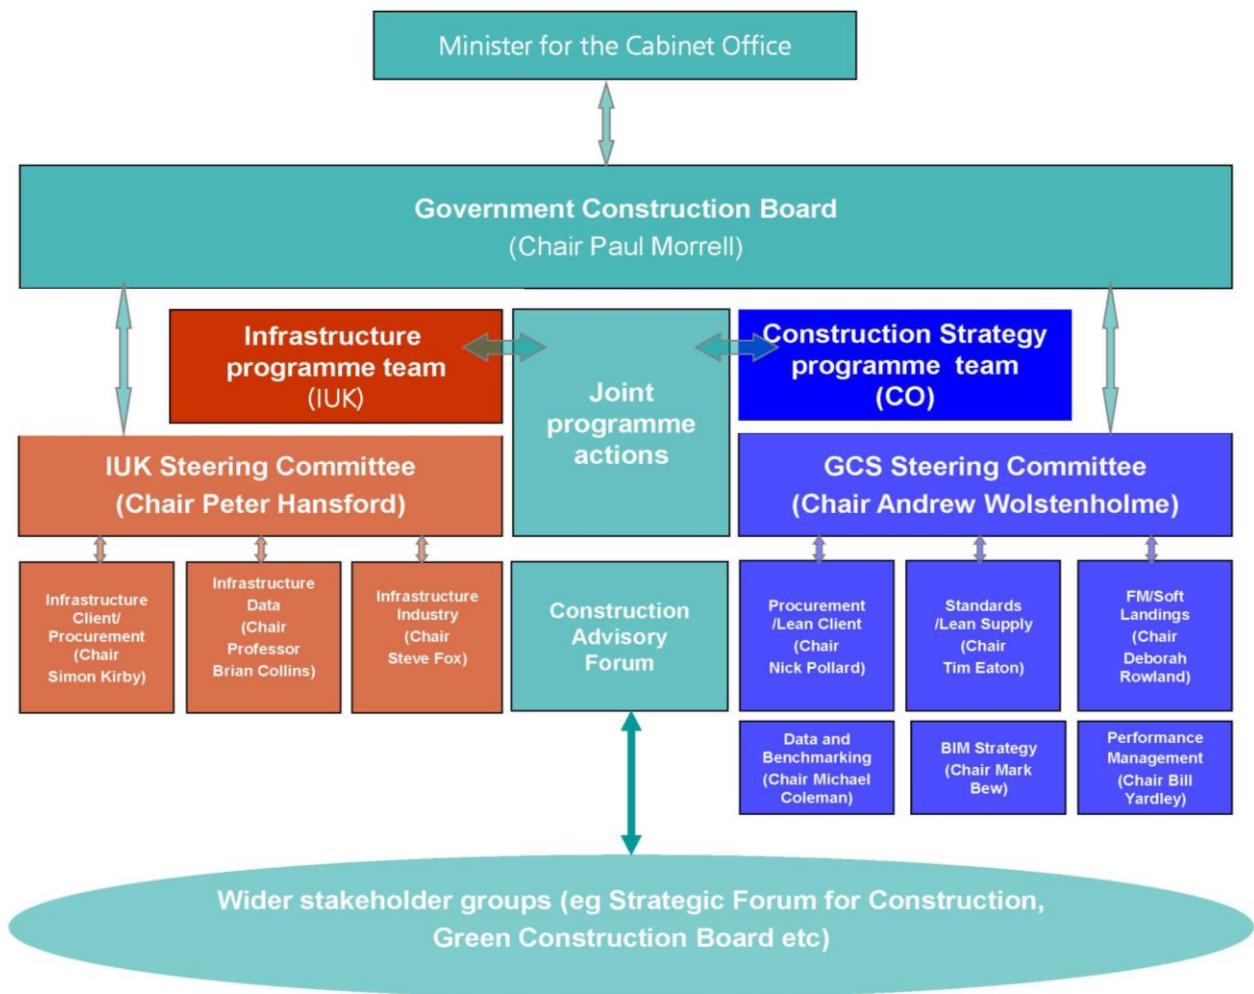 Minister for the Cabinet Office
Government Construction Board
(Chair Paul Morrell)
Infrastructure
programme team
(IUK)
Joint
programme
actions
Construction Strategy
programme team
(CO)
IUK Steering Committee
(Chair Peter Hansford)
GCS Steering Committee
(Chair Andrew Wolstenholme)
Infrastructure
Client/
Procurement
(Chair
Simon Kirby)
Infrastructure
Data
(Chair
Professor
Brian Collins)
Infrastructure
Industry
(Chair
Steve Fox)
Construction
Advisory
Forum
Procurement
/Lean Client
(Chair
Nick Pollard)
Standards
/Lean Supply
(Chair
Tim Eaton)
FM/Soft
Landings
(Chair
Deborah
Rowland)
Data and
Benchmarking
(Chair Michael
Coleman)
BIM Strategy
(Chair Mark
Bew)
Performance
Management
(Chair Bill
Yardley)
Wider stakeholder groups (eg Strategic Forum for Construction,
Green Construction Board etc)